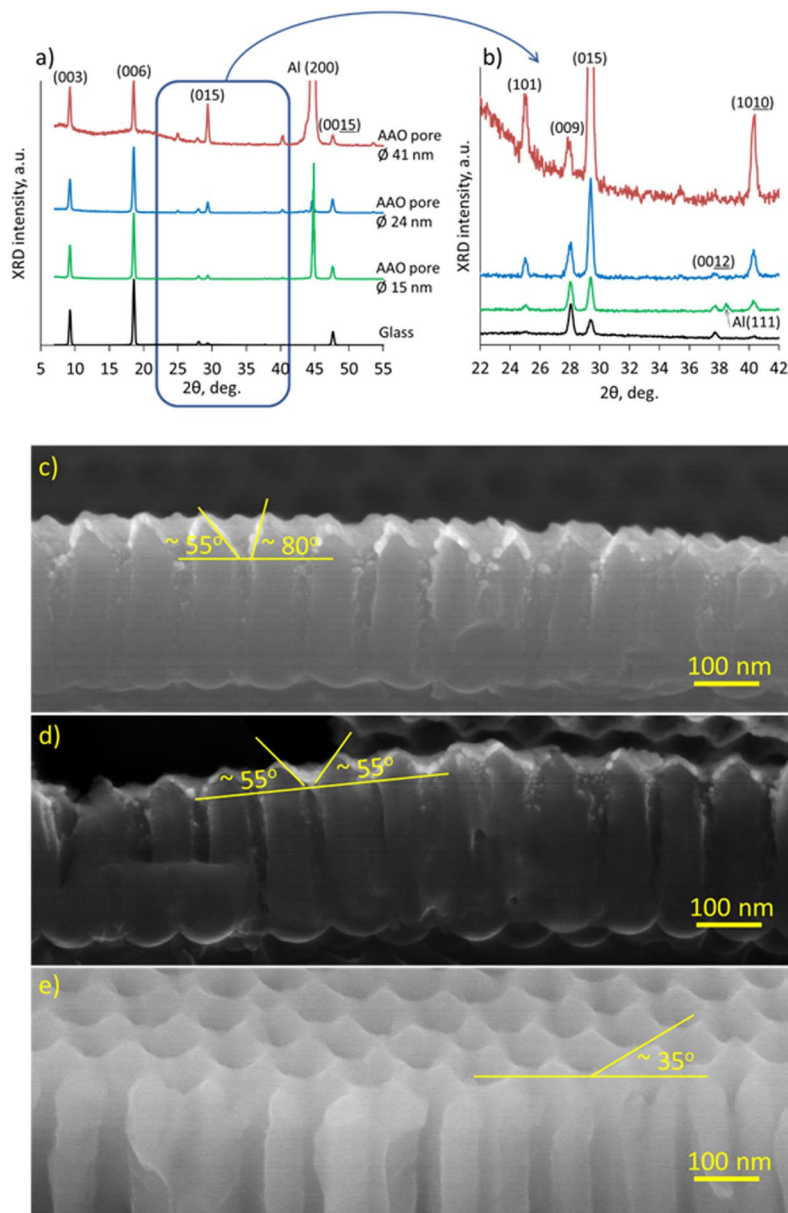 a)
(003)
(006)
(015)
Al (200)
(0015)
AAO pore
Ø 41 nm
AAO pore
Ø 24 nm
AAO pore
Ø 15 nm
Glass
XRD intensity, a.u.
5 10 15 20 25 30 35 40 45 50 55
2θ, deg.
b)
(101)
(009)
(015)
(1010)
(0012)
Al(111)
XRD intensity, a.u.
22 24 26 28 30 32 34 36 38 40 42
2θ, deg.
c)
~ 55°
~ 80°
100 nm
d)
~ 55°
~ 55°
100 nm
e)
~ 35°
100 nm